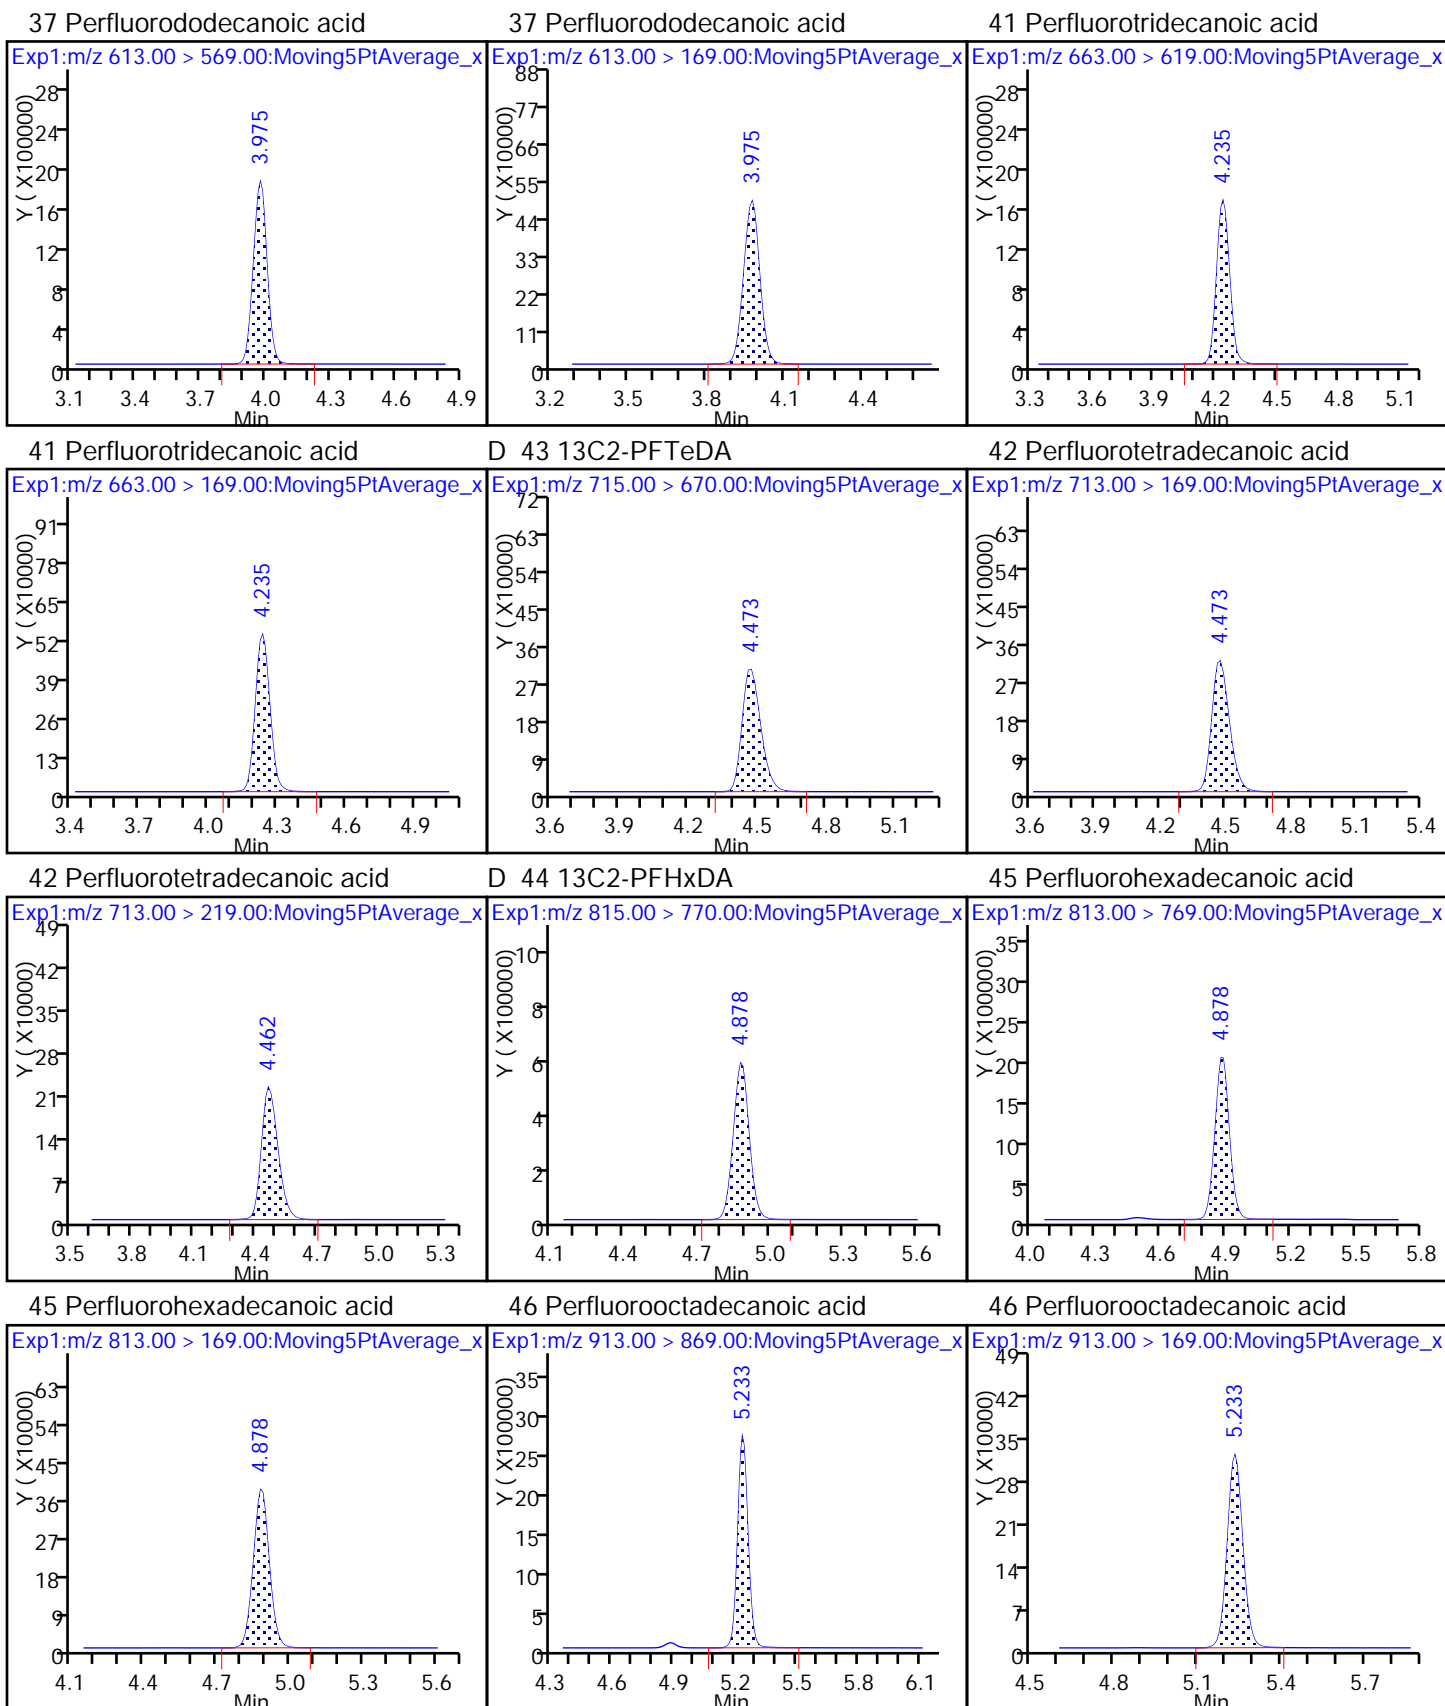 37 Perfluorododecanoic acid
Exp1:m/z 613.00 > 569.00:Moving5PtAverage_x
Y ( X100000)
28
24
20
16
12
8
4
0
3.975
3.1 3.4 3.7 4.0 4.3 4.6 4.9
Min
37 Perfluorododecanoic acid
Exp1:m/z 613.00 > 169.00:Moving5PtAverage_x
Y ( X10000)
88
77
66
55
44
33
22
11
0
3.975
3.2 3.5 3.8 4.1 4.4
Min
41 Perfluorotridecanoic acid
Exp1:m/z 663.00 > 619.00:Moving5PtAverage_x
Y ( X100000)
28
24
20
16
12
8
4
0
4.235
3.3 3.6 3.9 4.2 4.5 4.8 5.1
Min
41 Perfluorotridecanoic acid
Exp1:m/z 663.00 > 169.00:Moving5PtAverage_x
Y ( X10000)
91
78
65
52
39
26
13
0
4.235
3.4 3.7 4.0 4.3 4.6 4.9
Min
D 43 13C2-PFTeDA
Exp1:m/z 715.00 > 670.00:Moving5PtAverage_x
Y ( X10000)
72
63
54
45
36
27
18
9
0
4.473
3.6 3.9 4.2 4.5 4.8 5.1
Min
42 Perfluorotetradecanoic acid
Exp1:m/z 713.00 > 169.00:Moving5PtAverage_x
Y ( X10000)
63
54
45
36
27
18
9
0
4.473
3.6 3.9 4.2 4.5 4.8 5.1 5.4
Min
42 Perfluorotetradecanoic acid
Exp1:m/z 713.00 > 219.00:Moving5PtAverage_x
Y ( X10000)
49
42
35
28
21
14
7
0
4.462
3.5 3.8 4.1 4.4 4.7 5.0 5.3
Min
D 44 13C2-PFHxDA
Exp1:m/z 815.00 > 770.00:Moving5PtAverage_x
Y ( X100000)
10
8
6
4
2
0
4.878
4.1 4.4 4.7 5.0 5.3 5.6
Min
45 Perfluorohexadecanoic acid
Exp1:m/z 813.00 > 769.00:Moving5PtAverage_x
Y ( X100000)
35
30
25
20
15
10
5
0
4.878
4.0 4.3 4.6 4.9 5.2 5.5 5.8
Min
45 Perfluorohexadecanoic acid
Exp1:m/z 813.00 > 169.00:Moving5PtAverage_x
Y ( X10000)
63
54
45
36
27
18
9
0
4.878
4.1 4.4 4.7 5.0 5.3 5.6
Min
46 Perfluorooctadecanoic acid
Exp1:m/z 913.00 > 869.00:Moving5PtAverage_x
Y ( X100000)
35
30
25
20
15
10
5
0
5.233
4.3 4.6 4.9 5.2 5.5 5.8 6.1
Min
46 Perfluorooctadecanoic acid
Exp1:m/z 913.00 > 169.00:Moving5PtAverage_x
Y ( X10000)
49
42
35
28
21
14
7
0
5.233
4.5 4.8 5.1 5.4 5.7
Min